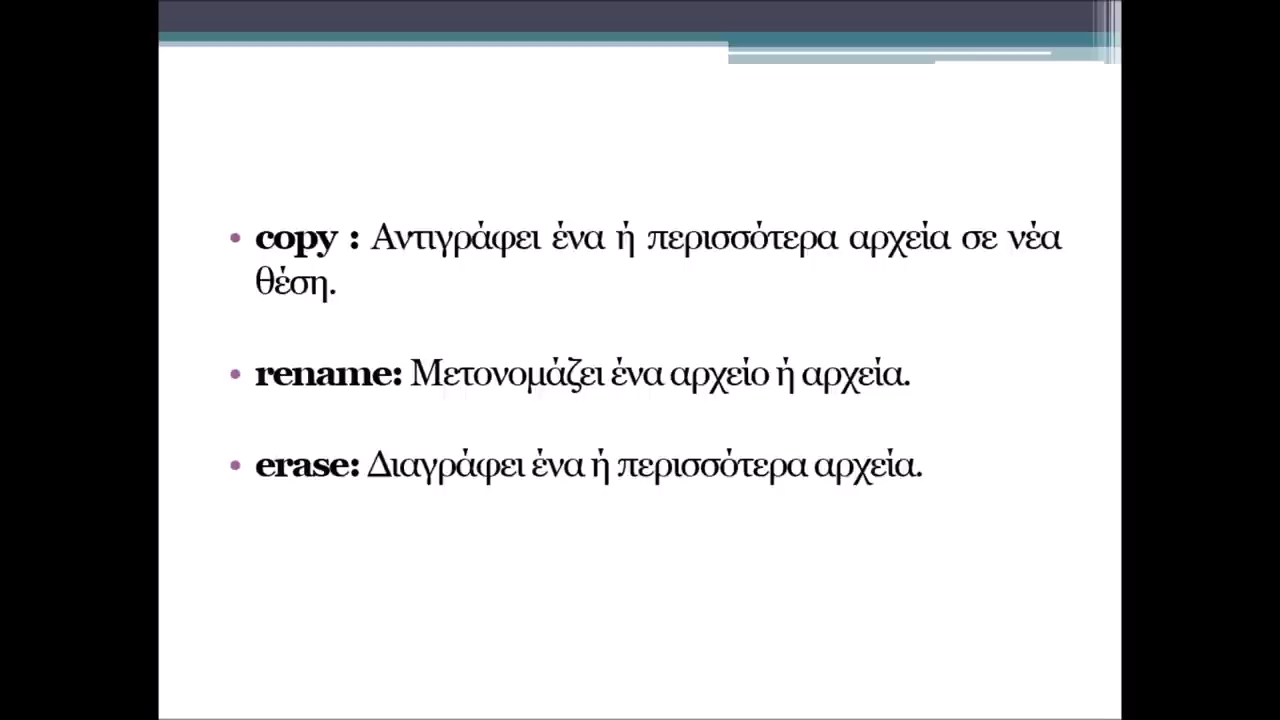 • copy : Αντιγράφει ένα ή περισσότερα αρχεία σε νέα
θέση.
• rename: Μετονομάζει ένα αρχείο ή αρχεία.
• erase: Διαγράφει ένα ή περισσότερα αρχεία.